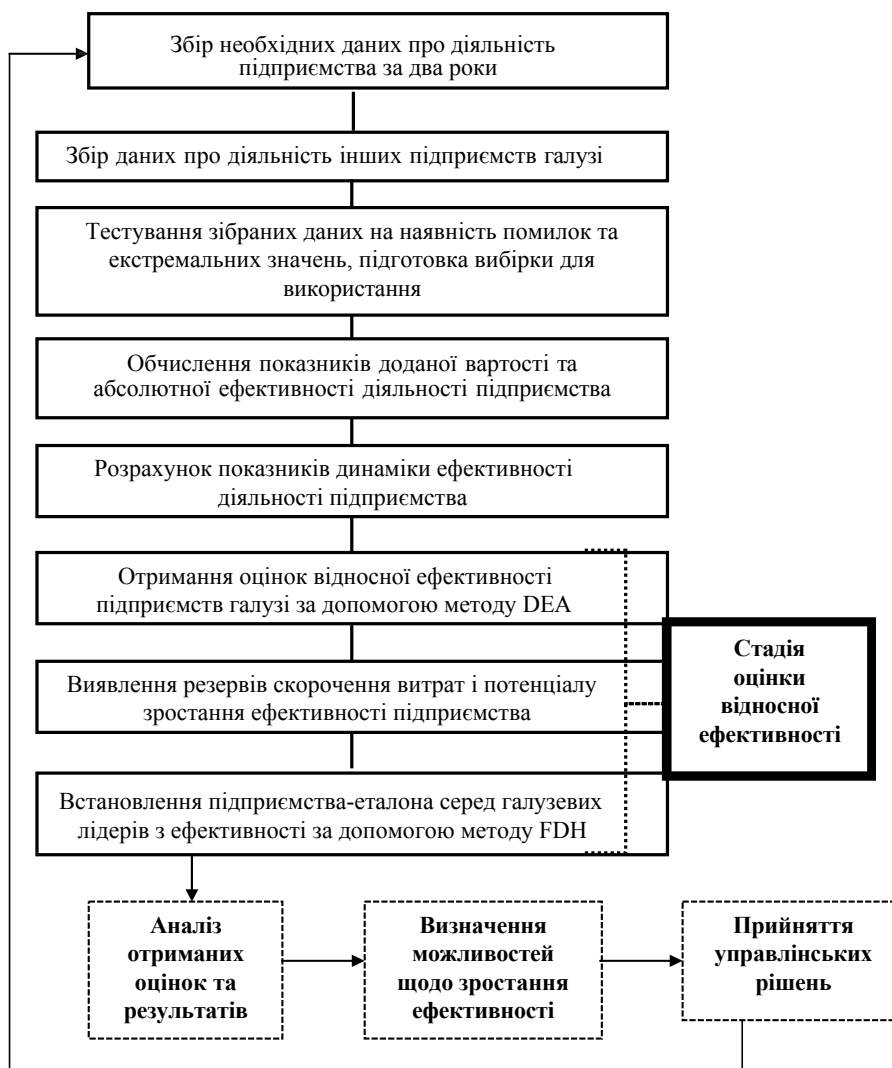 Збір необхідних даних про діяльність
підприємства за два роки
Збір даних про діяльність інших підприємств галузі
Тестування зібраних даних на наявність помилок та
екстремальних значень, підготовка вибірки для
використання
Обчислення показників доданої вартості та
абсолютної ефективності діяльності підприємства
Розрахунок показників динаміки ефективності
діяльності підприємства
Отримання оцінок відносної ефективності
підприємств галузі за допомогою методу DEA
Виявлення резервів скорочення витрат і потенціалу
зростання ефективності підприємства
Встановлення підприємства-еталона серед галузевих
лідерів з ефективності за допомогою методу FDH
Стадія
оцінки
відносної
ефективності
Аналіз
отриманих
оцінок та
результатів
Визначення
можливостей
щодо зростання
ефективності
Прийняття
управлінських
рішень